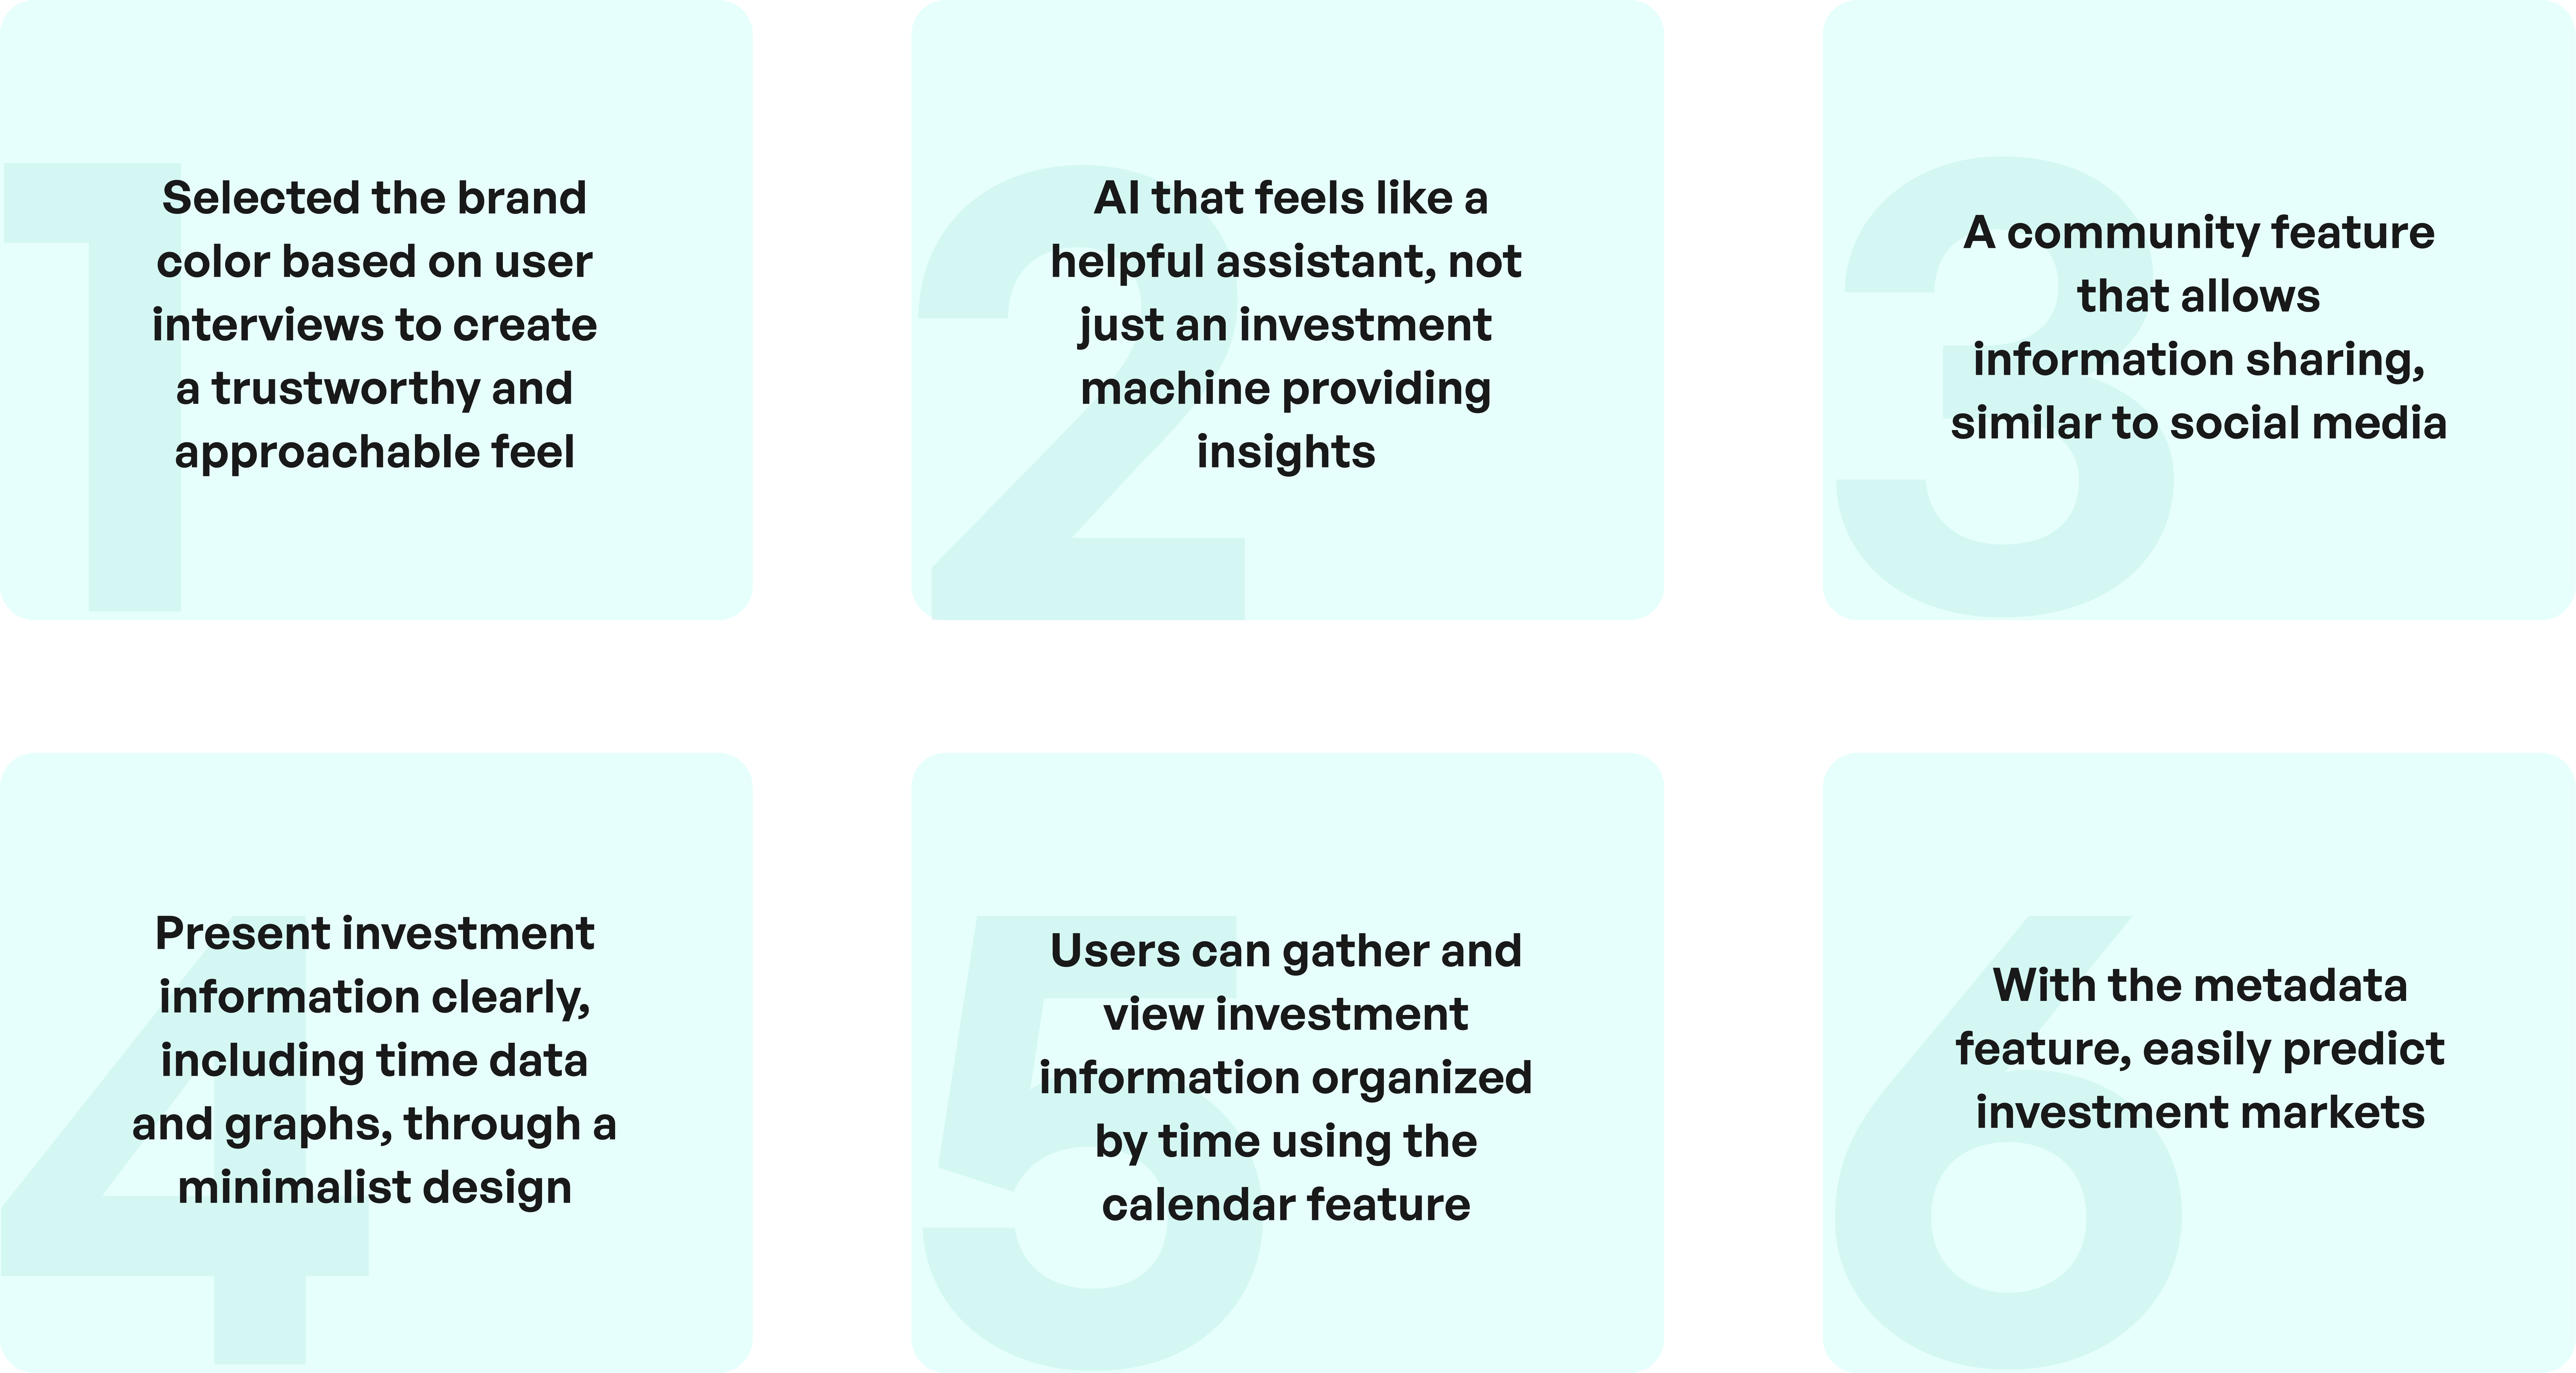 1
Selected the brand
color based on user
interviews to create
a trustworthy and
approachable feel
2
AI that feels like a
helpful assistant, not
just an investment
machine providing
insights
3
A community feature
that allows
information sharing,
similar to social media
4
Present investment
information clearly,
including time data
and graphs, through a
minimalist design
5
Users can gather and
view investment
information organized
by time using the
calendar feature
6
With the metadata
feature, easily predict
investment markets